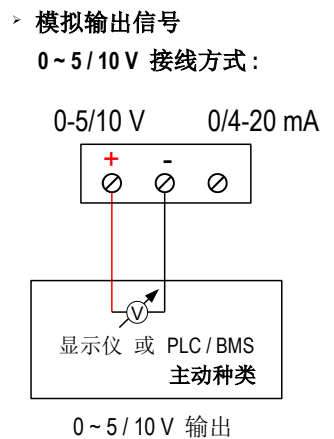 模拟输出信号
0 ~ 5 / 10 V 接线方式 :
0-5/10 V 0/4-20 mA
+ -
V
显示仪 或 PLC / BMS
主动种类
0 ~ 5 / 10 V 输出